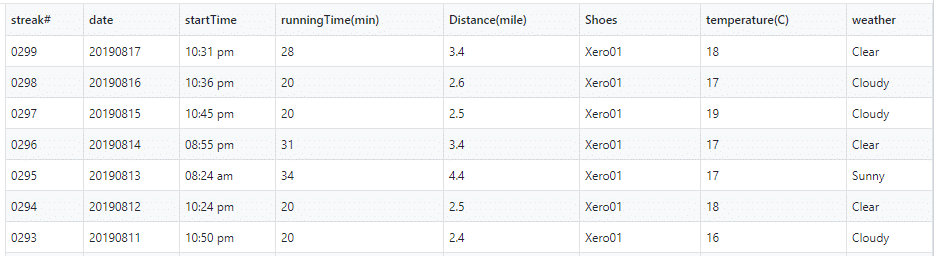 streak# date startTime runningTime(min) Distance(mile) Shoes temperature(C) weather
0299 20190817 10:31 pm 28 3.4 Xero01 18 Clear
0298 20190816 10:36 pm 20 2.6 Xero01 17 Cloudy
0297 20190815 10:45 pm 20 2.5 Xero01 19 Cloudy
0296 20190814 08:55 pm 31 3.4 Xero01 17 Clear
0295 20190813 08:24 am 34 4.4 Xero01 17 Sunny
0294 20190812 10:24 pm 20 2.5 Xero01 18 Clear
0293 20190811 10:50 pm 20 2.4 Xero01 16 Cloudy